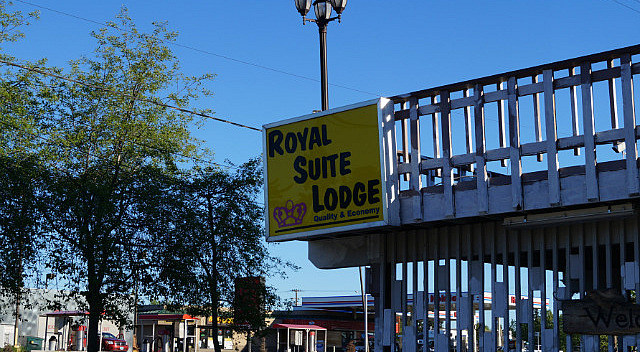 ROYAL
SUITE
LODGE
Quality & Economy